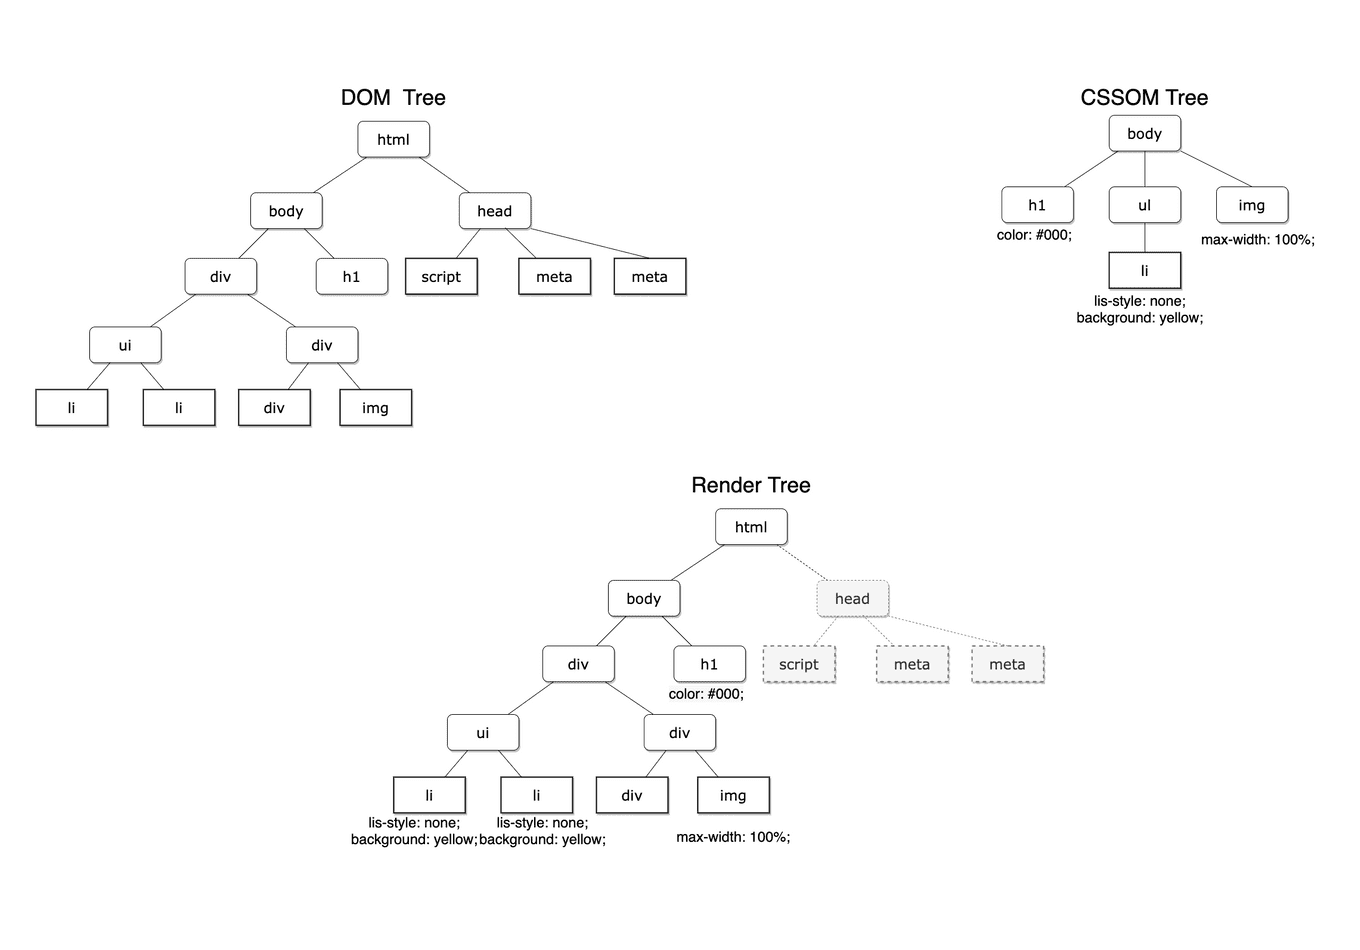 DOM  Tree
html
body
head
div
h1
script
meta
meta
ui
div
li
li
div
img
CSSOM Tree
body
h1
ul
img
color: #000;
max-width: 100%;
li
lis-style: none;
background: yellow;
Render Tree
html
body
head
div
h1
script
meta
meta
color: #000;
ui
div
li
li
div
img
lis-style: none;
background: yellow;
lis-style: none;
background: yellow;
max-width: 100%;